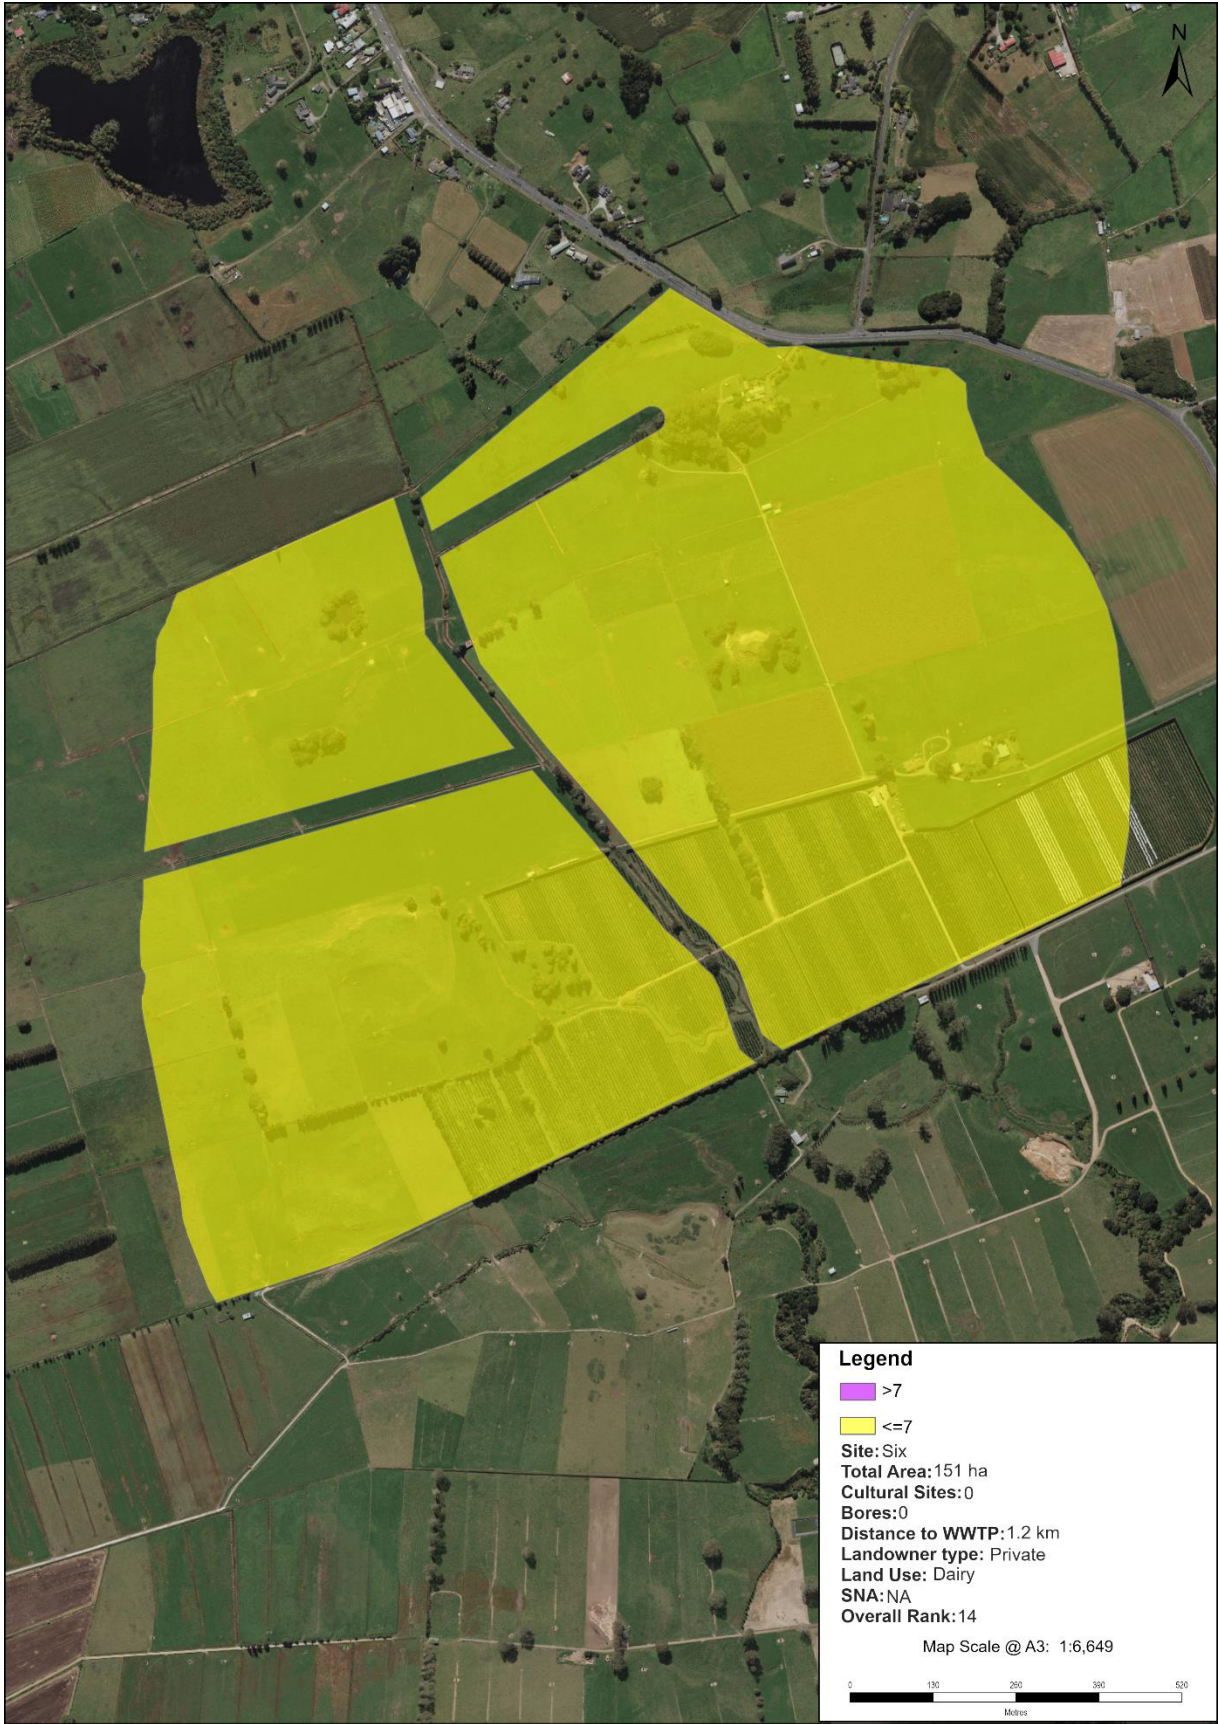 N
Legend
>7
<=7
Site: Six
Total Area: 151 ha
Cultural Sites: 0
Bores: 0
Distance to WWTP: 1.2 km
Landowner type: Private
Land Use: Dairy
SNA: NA
Overall Rank: 14
Map Scale @ A3: 1:6,649
0 130 260 390 520
Metres